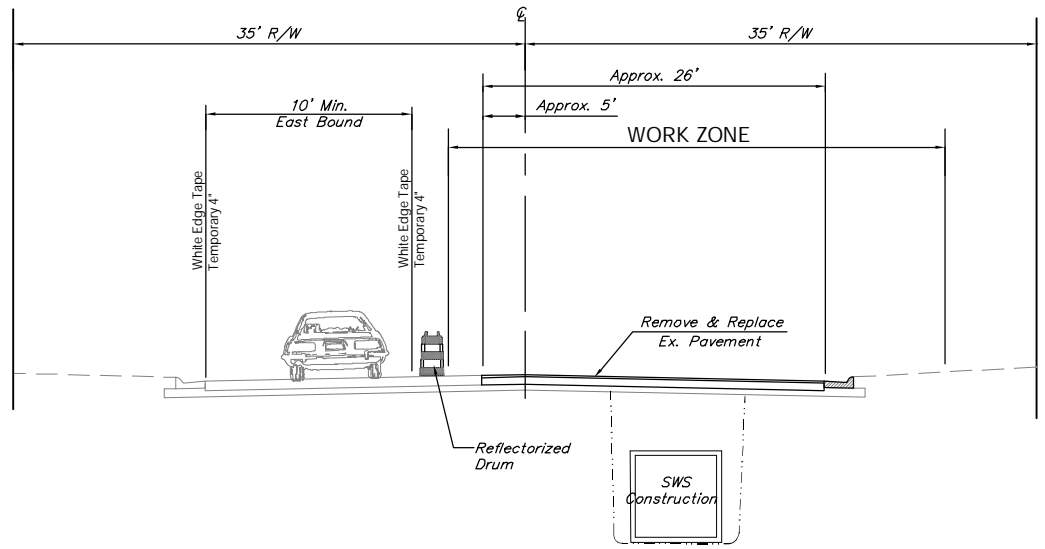 ℄
35' R/W
35' R/W
Approx. 26'
10' Min.
East Bound
Approx. 5'
WORK ZONE
White Edge Tape
Temporary 4"
White Edge Tape
Temporary 4"
Remove & Replace
Ex. Pavement
Reflectorized
Drum
SWS
Construction